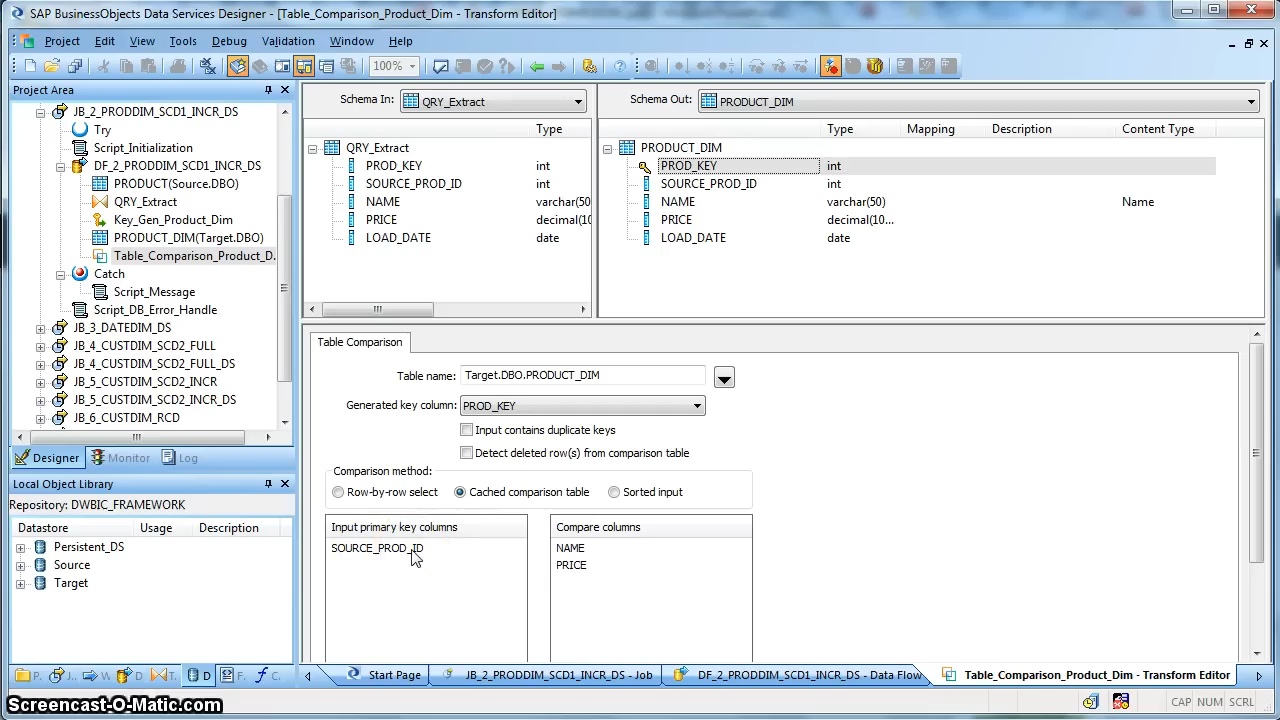 SAP BusinessObjects Data Services Designer - [Table_Comparison_Product_Dim - Transform Editor]
Project Edit View Tools Debug Validation Window Help
100%
Project Area
JB_2_PRODDIM_SCD1_INCR_DS
Try
Script_Initialization
DF_2_PRODDIM_SCD1_INCR_DS
PRODUCT(Source.DBO)
QRY_Extract
Key_Gen_Product_Dim
PRODUCT_DIM(Target.DBO)
Table_Comparison_Product_D.
Catch
Script_Message
Script_DB_Error_Handle
JB_3_DATEDIM_DS
JB_4_CUSTDIM_SCD2_FULL
JB_4_CUSTDIM_SCD2_FULL_DS
JB_5_CUSTDIM_SCD2_INCR
JB_5_CUSTDIM_SCD2_INCR_DS
JB_6_CUSTDIM_RCD
Designer Monitor Log
Local Object Library
Repository: DWBIC_FRAMEWORK
Datastore Usage Description
Persistent_DS
Source
Target
P. J. W. D T. D F. C.
Schema In: QRY_Extract
Type
QRY_Extract
PROD_KEY int
SOURCE_PROD_ID int
NAME varchar(50
PRICE decimal(10
LOAD_DATE date
Schema Out: PRODUCT_DIM
Type Mapping Description Content Type
PRODUCT_DIM
PROD_KEY int
SOURCE_PROD_ID int
NAME varchar(50) Name
PRICE decimal(10...
LOAD_DATE date
Table Comparison
Table name: Target.DBO.PRODUCT_DIM
Generated key column: PROD_KEY
Input contains duplicate keys
Detect deleted row(s) from comparison table
Comparison method:
Row-by-row select Cached comparison table Sorted input
Input primary key columns Compare columns
SOURCE_PROD_ID NAME
PRICE
Start Page JB_2_PRODDIM_SCD1_INCR_DS - Job DF_2_PRODDIM_SCD1_INCR_DS - Data Flow Table_Comparison_Product_Dim - Transform Editor
CAP NUM SCRL
Screencast-O-Matic.com